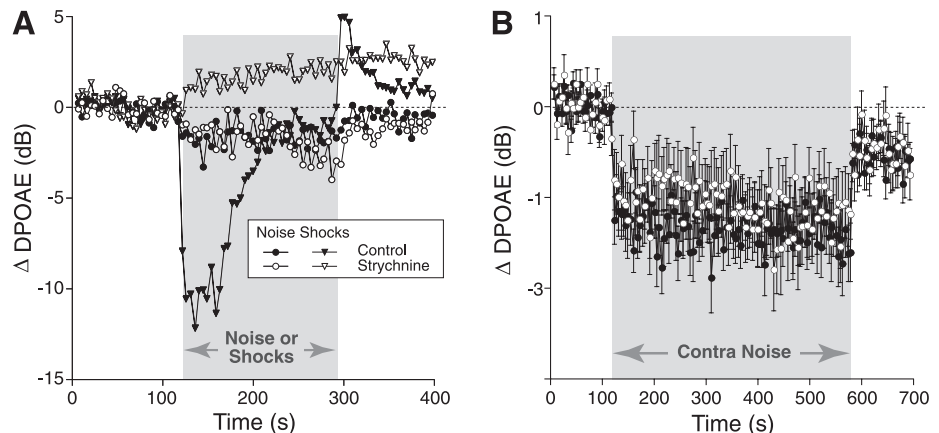 A
Δ DPOAE (dB)
5
0
-5
-10
-15
Noise Shocks
Control
Strychnine
Noise or
Shocks
0 100 200 300 400
Time (s)
B
Δ DPOAE (dB)
1
0
-1
-3
Contra Noise
0 100 200 300 400 500 600 700
Time (s)